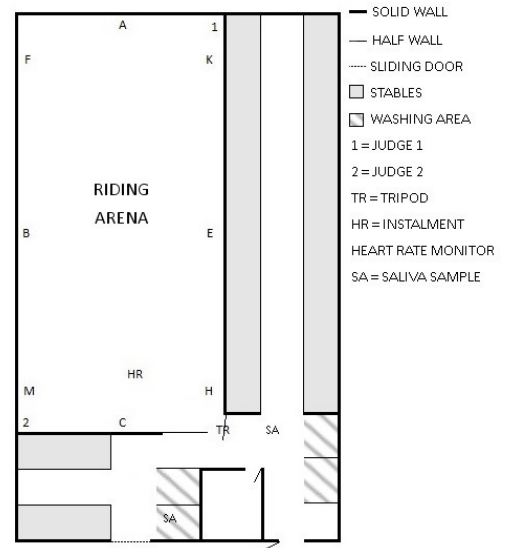 A
1
F
K
RIDING
ARENA
B
E
HR
M
H
2
C
TR
SA
SA
SOLID WALL
HALF WALL
SLIDING DOOR
STABLES
WASHING AREA
1 = JUDGE 1
2 = JUDGE 2
TR = TRIPOD
HR = INSTALMENT
HEART RATE MONITOR
SA = SALIVA SAMPLE